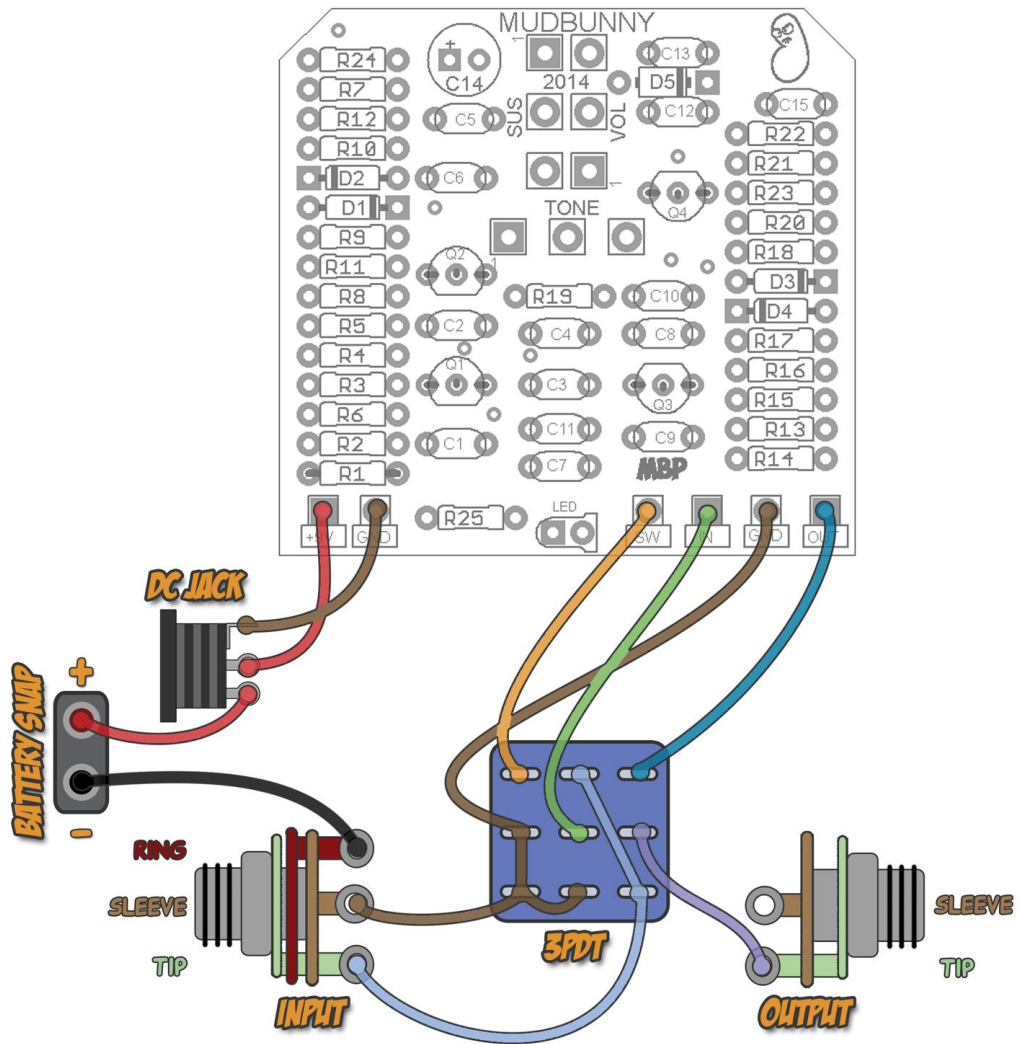 MUDBUNNY
R24
R7
R12
R10
D2
D1
R9
R11
R8
R5
R4
R3
R6
R2
R1
+
C14
C5
C6
Q2
C2
Q1
C1
1
2014
SUS
VOL
1
TONE
1
R19
C4
C3
C11
C7
C13
D5
C12
Q4
C10
C8
Q3
C9
MBP
C15
R22
R21
R23
R20
R18
D3
D4
R17
R16
R15
R13
R14
+9V
GND
R25
LED
SW
IN
GND
OUT
DC JACK
BATTERY SNAP
+
-
RING
SLEEVE
TIP
INPUT
3PDT
OUTPUT
SLEEVE
TIP